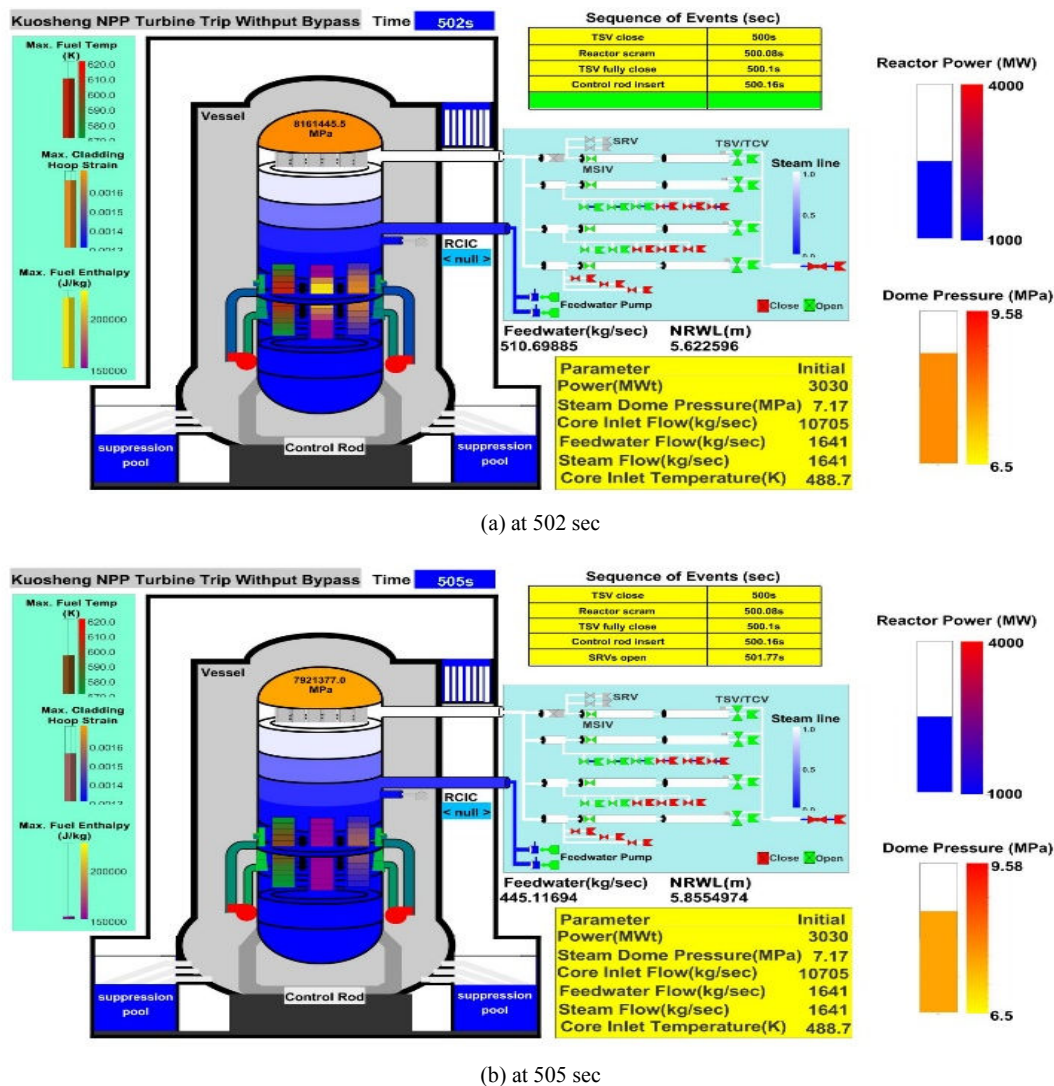 Kuosheng NPP Turbine Trip Withput Bypass Time 502s
Sequence of Events (sec)
TSV close 500s
Reactor scram 500.08s
TSV fully close 500.1s
Control rod insert 500.16s
Max. Fuel Temp
(K)
620.0
610.0
600.0
590.0
580.0
570.0
Max. Cladding
Hoop Strain
0.0016
0.0015
0.0014
0.0013
Max. Fuel Enthalpy
(J/kg)
200000
150000
Vessel
8161445.5
MPa
RCIC
< null >
SRV
MSIV
TSV/TCV
Steam line
1.0
0.5
0.0
Feedwater Pump
Close Open
Feedwater(kg/sec) NRWL(m)
510.69885 5.622596
Parameter Initial
Power(MWt) 3030
Steam Dome Pressure(MPa) 7.17
Core Inlet Flow(kg/sec) 10705
Feedwater Flow(kg/sec) 1641
Steam Flow(kg/sec) 1641
Core Inlet Temperature(K) 488.7
suppression
pool
Control Rod
suppression
pool
Reactor Power (MW)
4000
1000
Dome Pressure (MPa)
9.58
6.5
(a) at 502 sec
Kuosheng NPP Turbine Trip Withput Bypass Time 505s
Sequence of Events (sec)
TSV close 500s
Reactor scram 500.08s
TSV fully close 500.1s
Control rod insert 500.16s
SRVs open 501.77s
Max. Fuel Temp
(K)
620.0
610.0
600.0
590.0
580.0
570.0
Max. Cladding
Hoop Strain
0.0016
0.0015
0.0014
0.0013
Max. Fuel Enthalpy
(J/kg)
200000
150000
Vessel
7921377.0
MPa
RCIC
< null >
SRV
MSIV
TSV/TCV
Steam line
1.0
0.5
0.0
Feedwater Pump
Close Open
Feedwater(kg/sec) NRWL(m)
445.11694 5.8554974
Parameter Initial
Power(MWt) 3030
Steam Dome Pressure(MPa) 7.17
Core Inlet Flow(kg/sec) 10705
Feedwater Flow(kg/sec) 1641
Steam Flow(kg/sec) 1641
Core Inlet Temperature(K) 488.7
suppression
pool
Control Rod
suppression
pool
Reactor Power (MW)
4000
1000
Dome Pressure (MPa)
9.58
6.5
(b) at 505 sec